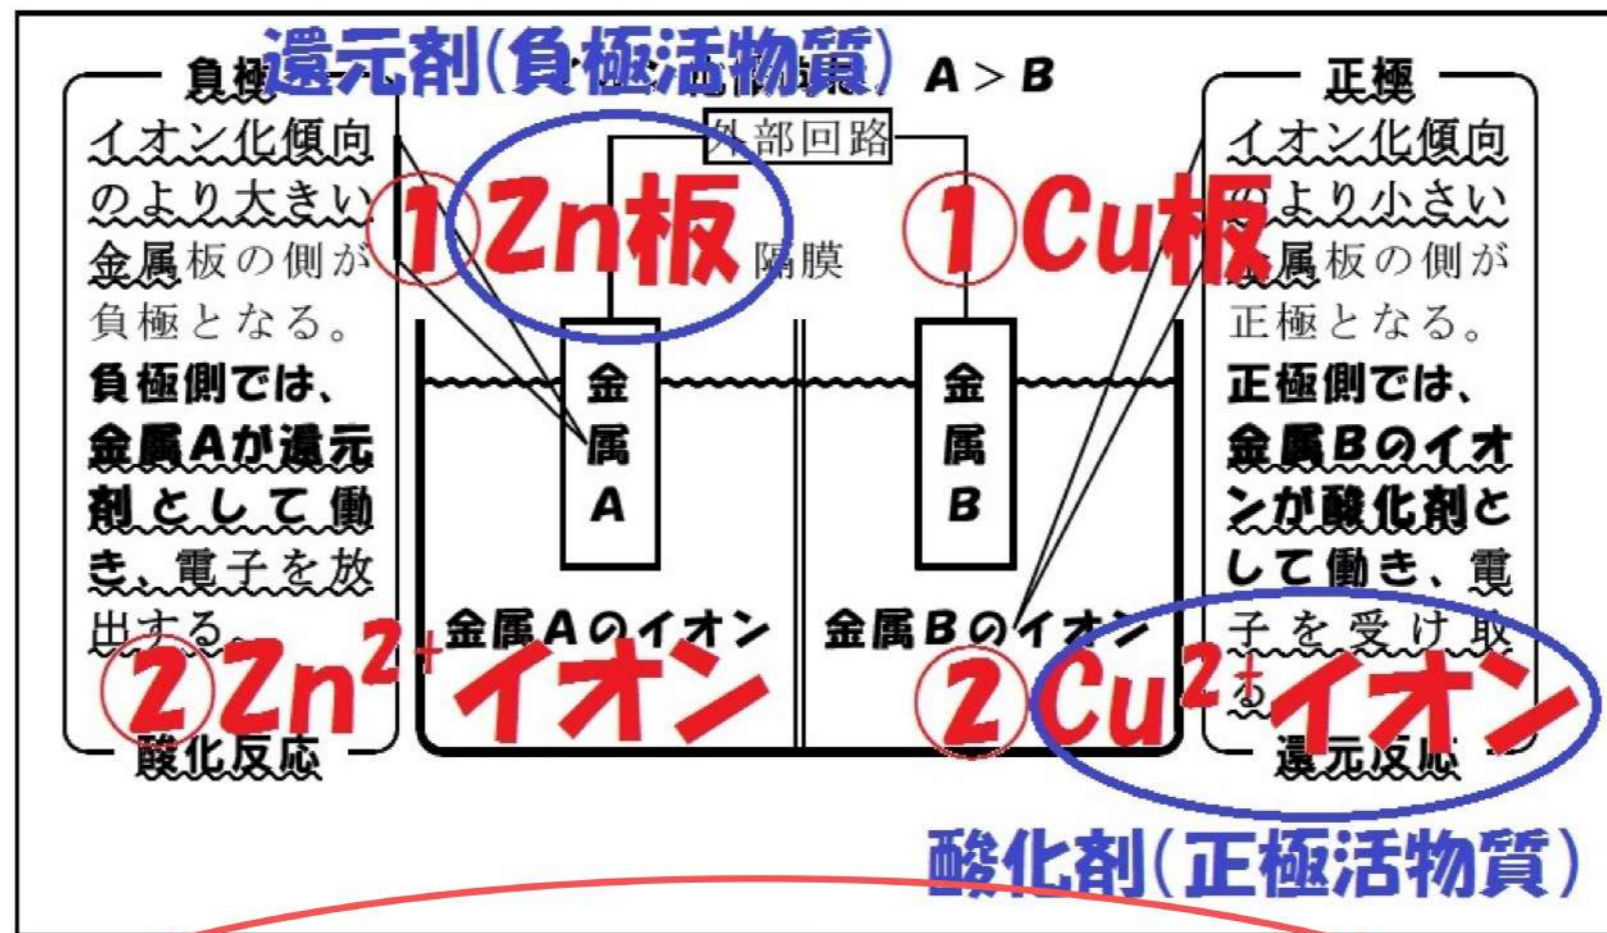 還元剤(負極活物質)
A > B
負極
イオン化傾向
のより大きい
金属板の側が
負極となる。
負極側では、
金属Aが還元
剤として働
き、電子を放
出する。
酸化反応
外部回路
①Zn板
①Cu板
隔膜
金属A
金属B
金属Aのイオン
金属Bのイオン
②Zn²⁺イオン
②Cu²⁺イオン
正極
イオン化傾向
のより小さい
金属板の側が
正極となる。
正極側では、
金属Bのイオ
ンが酸化剤と
して働き、電
子を受け取
る
還元反応
酸化剤(正極活物質)